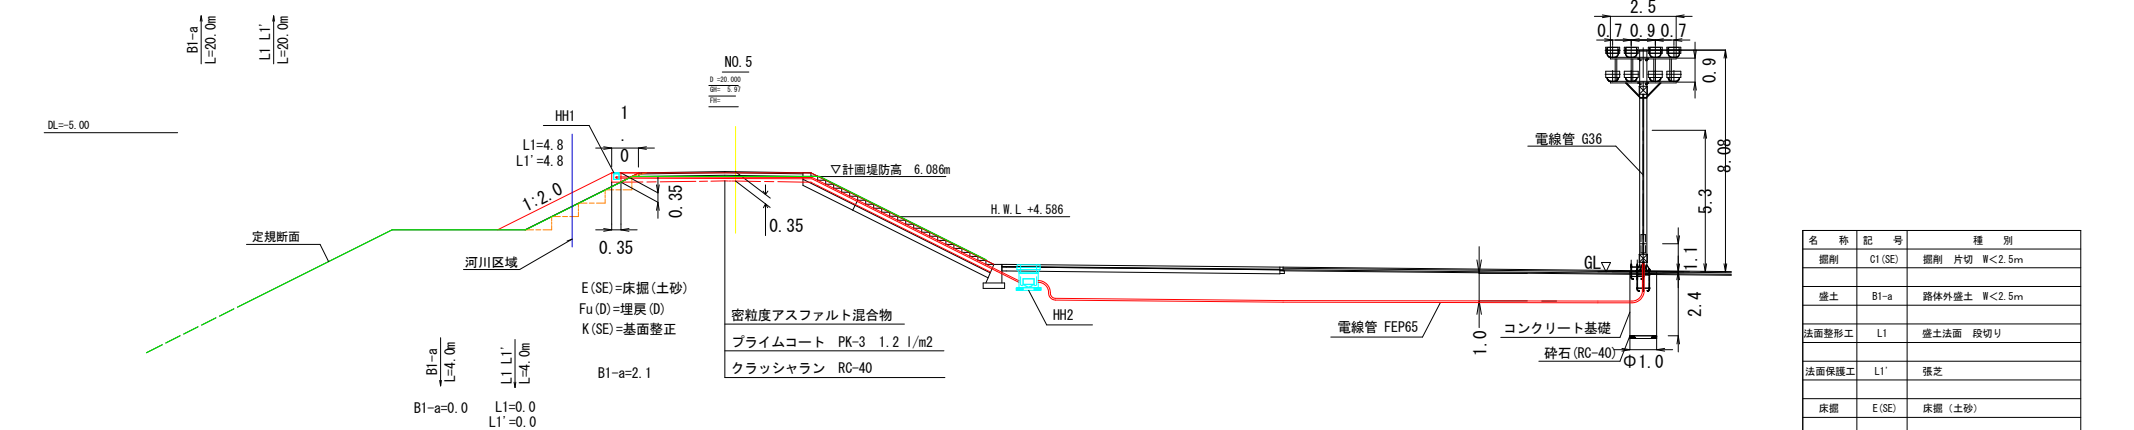 B1-a
L=20.0m
L1 L1'
L=20.0m
DL=-5.00
NO.5
D =20.000
GH= 5.97
FH=
HH1
1.0
L1=4.8
L1'=4.8
1:2.0
0.35
0.35
0.35
▽計画堤防高 6.086m
H.W.L +4.586
定規断面
河川区域
E(SE)=床掘(土砂)
Fu(D)=埋戻(D)
K(SE)=基面整正
B1-a=2.1
密粒度アスファルト混合物
プライムコート PK-3 1.2 l/m2
クラッシャラン RC-40
B1-a
L=4.0m
L1 L1'
L=4.0m
B1-a=0.0
L1=0.0
L1'=0.0
HH2
電線管 FEP65
1.0
コンクリート基礎
砕石(RC-40)
Φ1.0
GL▽
電線管 G36
2.5
0.7 0.9 0.7
0.9
8.08
5.3
1.1
2.4
名 称 記 号 種 別
掘削 C1(SE) 掘削 片切 W<2.5m
盛土 B1-a 路体外盛土 W<2.5m
法面整形工 L1 盛土法面 段切り
法面保護工 L1' 張芝
床掘 E(SE) 床掘(土砂)